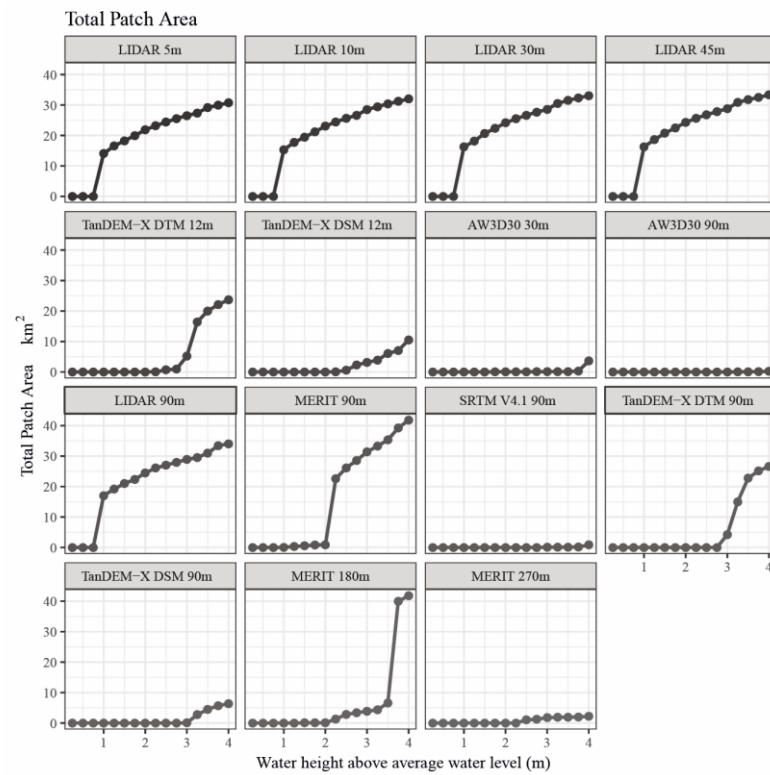 Total Patch Area
LIDAR 5m
LIDAR 10m
LIDAR 30m
LIDAR 45m
40
30
20
10
0
TanDEM−X DTM 12m
TanDEM−X DSM 12m
AW3D30 30m
AW3D30 90m
40
30
20
10
0
Total Patch Area km²
LIDAR 90m
MERIT 90m
SRTM V4.1 90m
TanDEM−X DTM 90m
40
30
20
10
0
1 2 3 4
1 2 3 4
TanDEM−X DSM 90m
MERIT 180m
MERIT 270m
40
30
20
10
0
1 2 3 4
1 2 3 4
1 2 3 4
Water height above average water level (m)